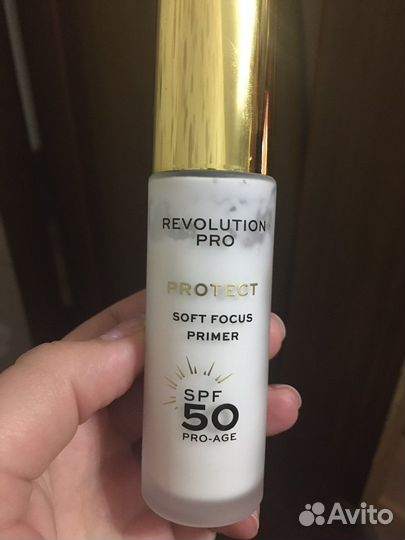 REVOLUTION
PRO
PROTECT
SOFT FOCUS
PRIMER
SPF
50
PRO-AGE
Avito